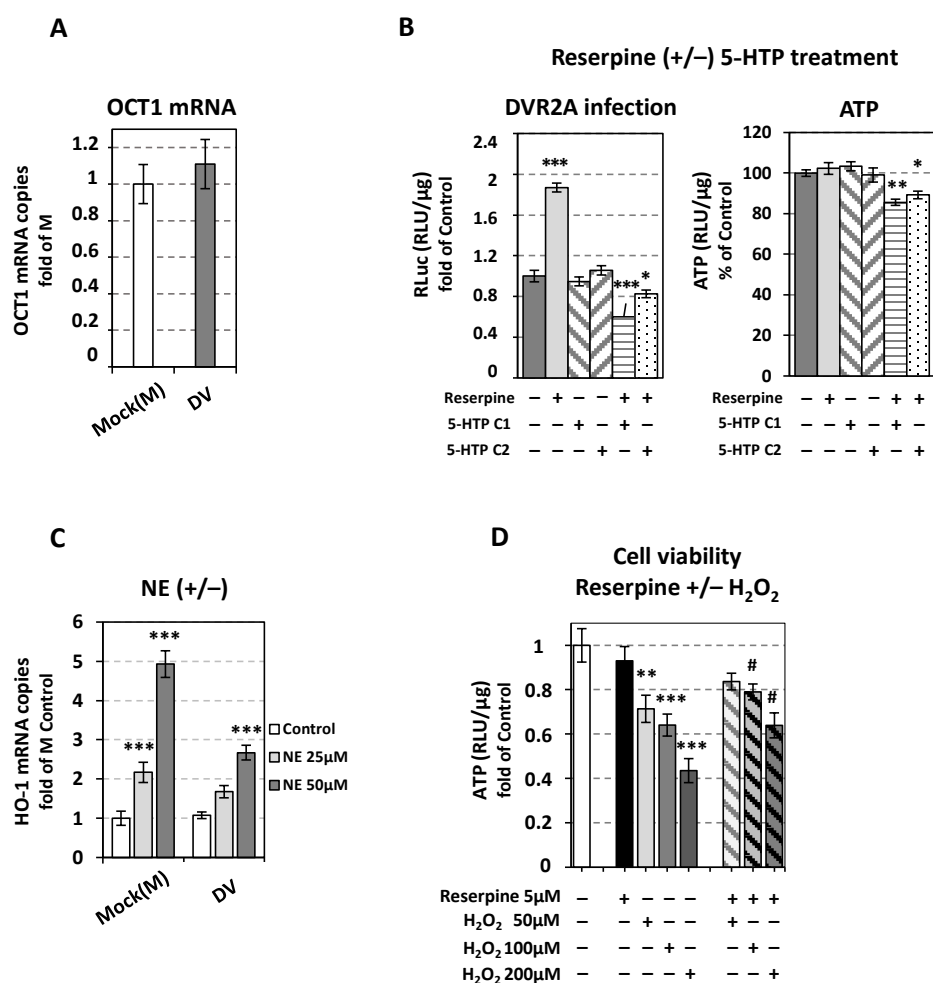 A
OCT1 mRNA
OCT1 mRNA copies
fold of M
1.2
1
0.8
0.6
0.4
0.2
0
Mock(M)
DV
B
Reserpine (+/–) 5-HTP treatment
DVR2A infection
RLuc (RLU/µg)
fold of Control
2.4
2
1.6
1.2
0.8
0.4
0
***
***
*
Reserpine – + – – + +
5-HTP C1 – – + – + –
5-HTP C2 – – – + – +
ATP
ATP (RLU/µg)
% of Control
120
100
80
60
40
20
0
**
*
Reserpine – + – – + +
5-HTP C1 – – + – + –
5-HTP C2 – – – + – +
C
NE (+/–)
HO-1 mRNA copies
fold of M Control
6
5
4
3
2
1
0
***
***
***
Control
NE 25µM
NE 50µM
Mock(M)
DV
D
Cell viability
Reserpine +/– H₂O₂
ATP (RLU/µg)
fold of Control
1
0.8
0.6
0.4
0.2
0
**
***
***
#
#
Reserpine 5µM – + – – – + + +
H₂O₂ 50µM – – + – – + – –
H₂O₂ 100µM – – – + – – + –
H₂O₂ 200µM – – – – + – – +